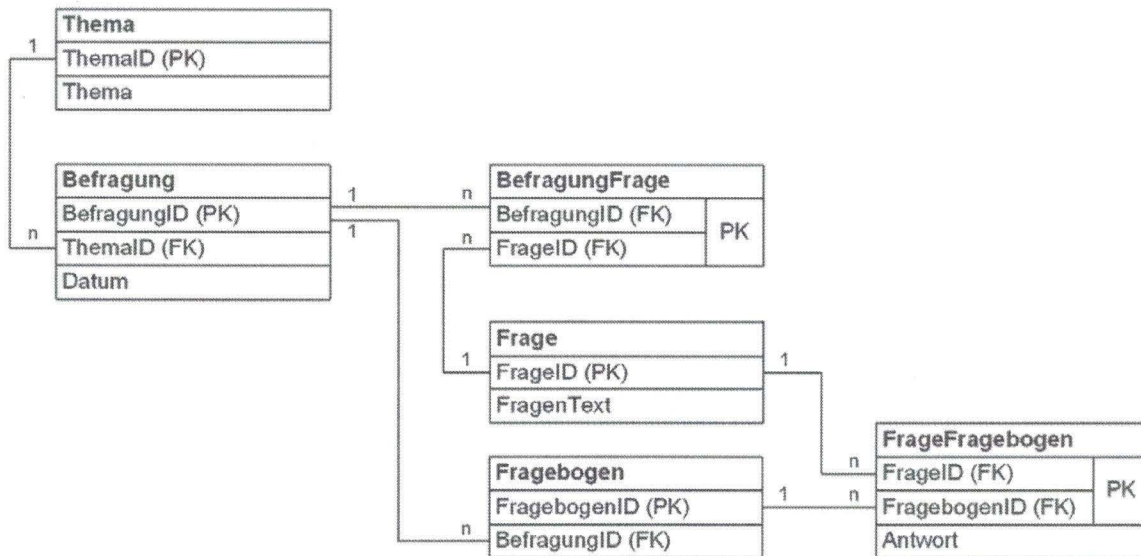 Thema
1
ThemaID (PK)
Thema
Befragung
BefragungID (PK)
1
1
n
ThemaID (FK)
Datum
n
BefragungFrage
BefragungID (FK)
PK
n
FrageID (FK)
Frage
1
1
FrageID (PK)
FragenText
FrageFragebogen
n
FrageID (FK)
PK
n
FragebogenID (FK)
Antwort
Fragebogen
FragebogenID (PK)
1
n
BefragungID (FK)